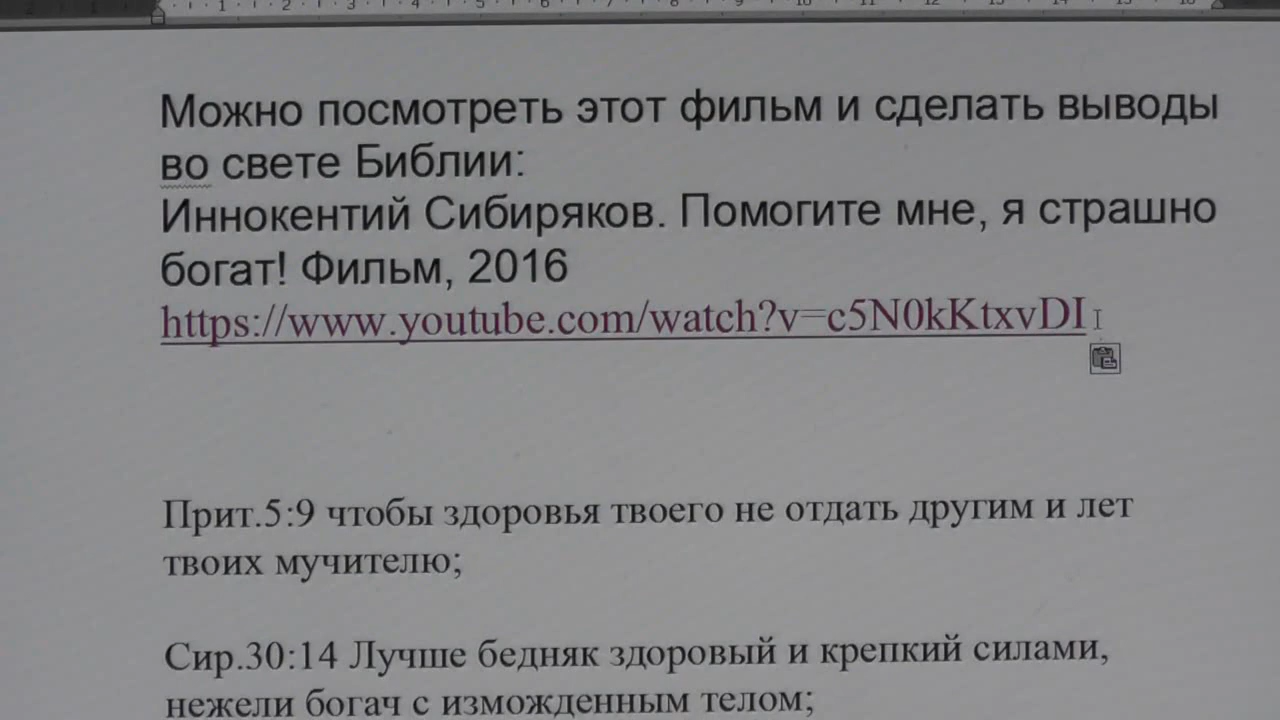 Можно посмотреть этот фильм и сделать выводы
во свете Библии:
Иннокентий Сибиряков. Помогите мне, я страшно
богат! Фильм, 2016
https://www.youtube.com/watch?v=c5N0kKtxvDI
Прит.5:9 чтобы здоровья твоего не отдать другим и лет
твоих мучителю;
Сир.30:14 Лучше бедняк здоровый и крепкий силами,
нежели богач с изможденным телом;